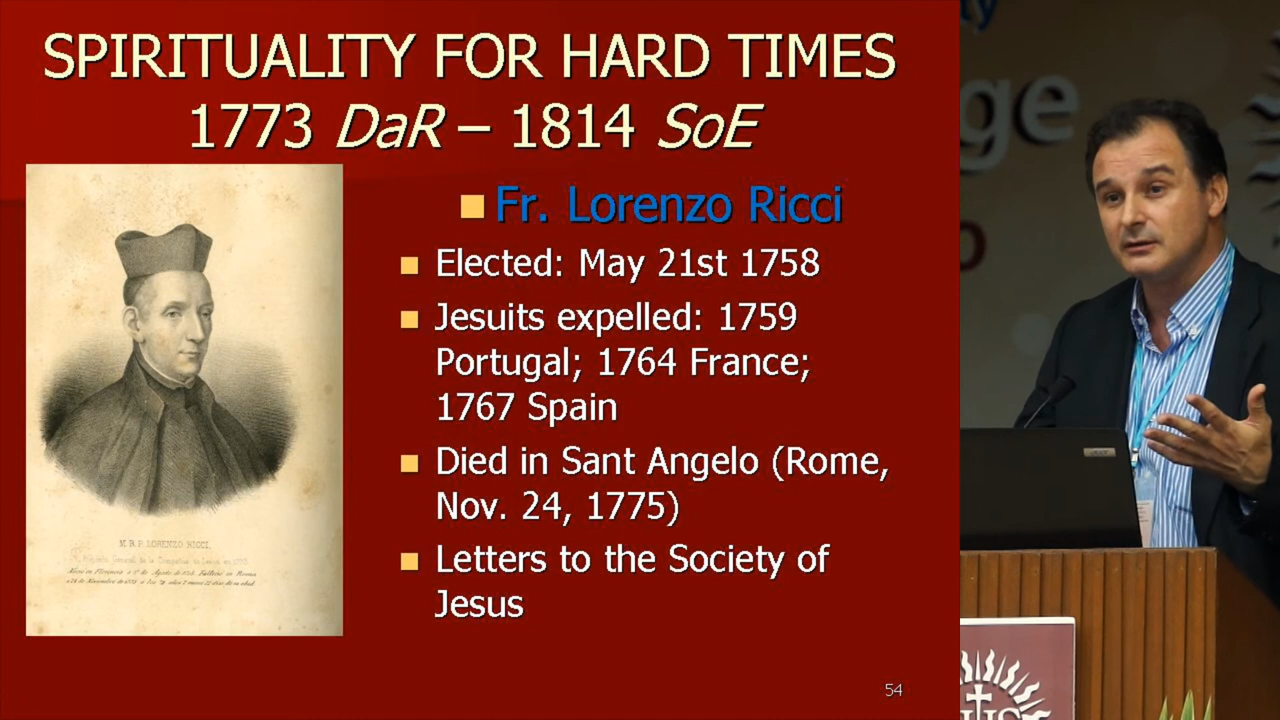 SPIRITUALITY FOR HARD TIMES
1773 DaR – 1814 SoE
Fr. Lorenzo Ricci
Elected: May 21st 1758
Jesuits expelled: 1759
Portugal; 1764 France;
1767 Spain
Died in Sant Angelo (Rome,
Nov. 24, 1775)
Letters to the Society of
Jesus
M. R. P. LORENZO RICCI.
54
ge
acer